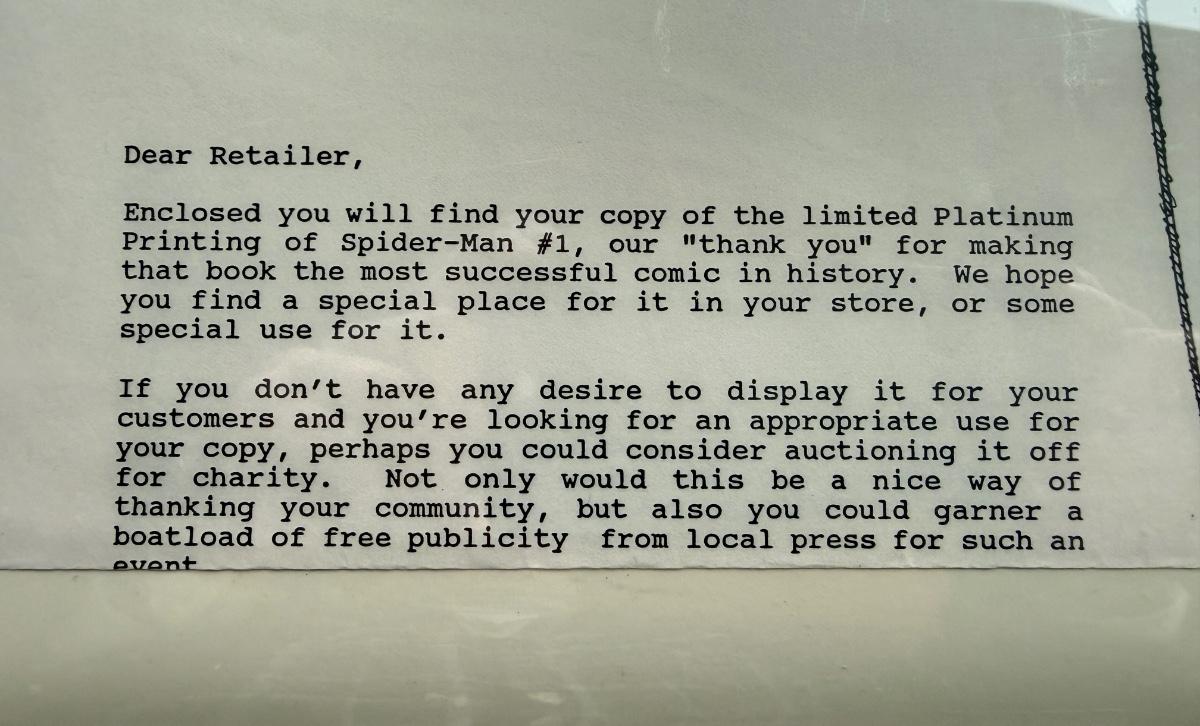 Dear Retailer,
Enclosed you will find your copy of the limited Platinum
Printing of Spider-Man #1, our "thank you" for making
that book the most successful comic in history.  We hope
you find a special place for it in your store, or some
special use for it.
If you don't have any desire to display it for your
customers and you're looking for an appropriate use for
your copy, perhaps you could consider auctioning it off
for charity.  Not only would this be a nice way of
thanking your community, but also you could garner a
boatload of free publicity  from local press for such an
event